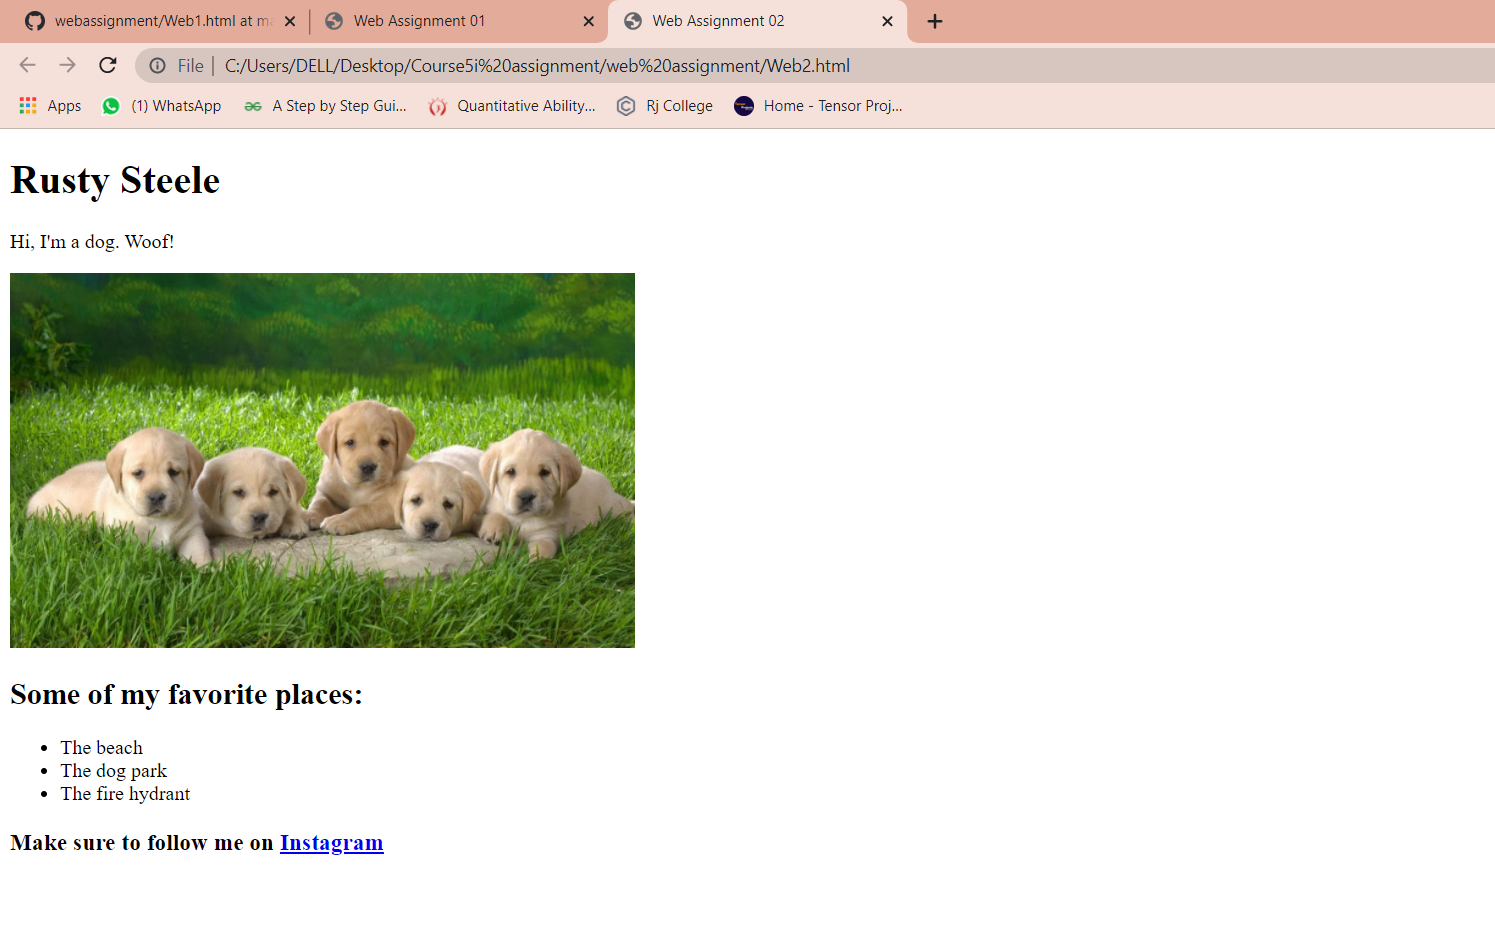 webassignment/Web1.html at ma
Web Assignment 01
Web Assignment 02
File | C:/Users/DELL/Desktop/Course5i%20assignment/web%20assignment/Web2.html
Apps
(1) WhatsApp
A Step by Step Gui...
Quantitative Ability...
Rj College
Home - Tensor Proj...
Rusty Steele
Hi, I'm a dog. Woof!
Some of my favorite places:
• The beach
• The dog park
• The fire hydrant
Make sure to follow me on Instagram